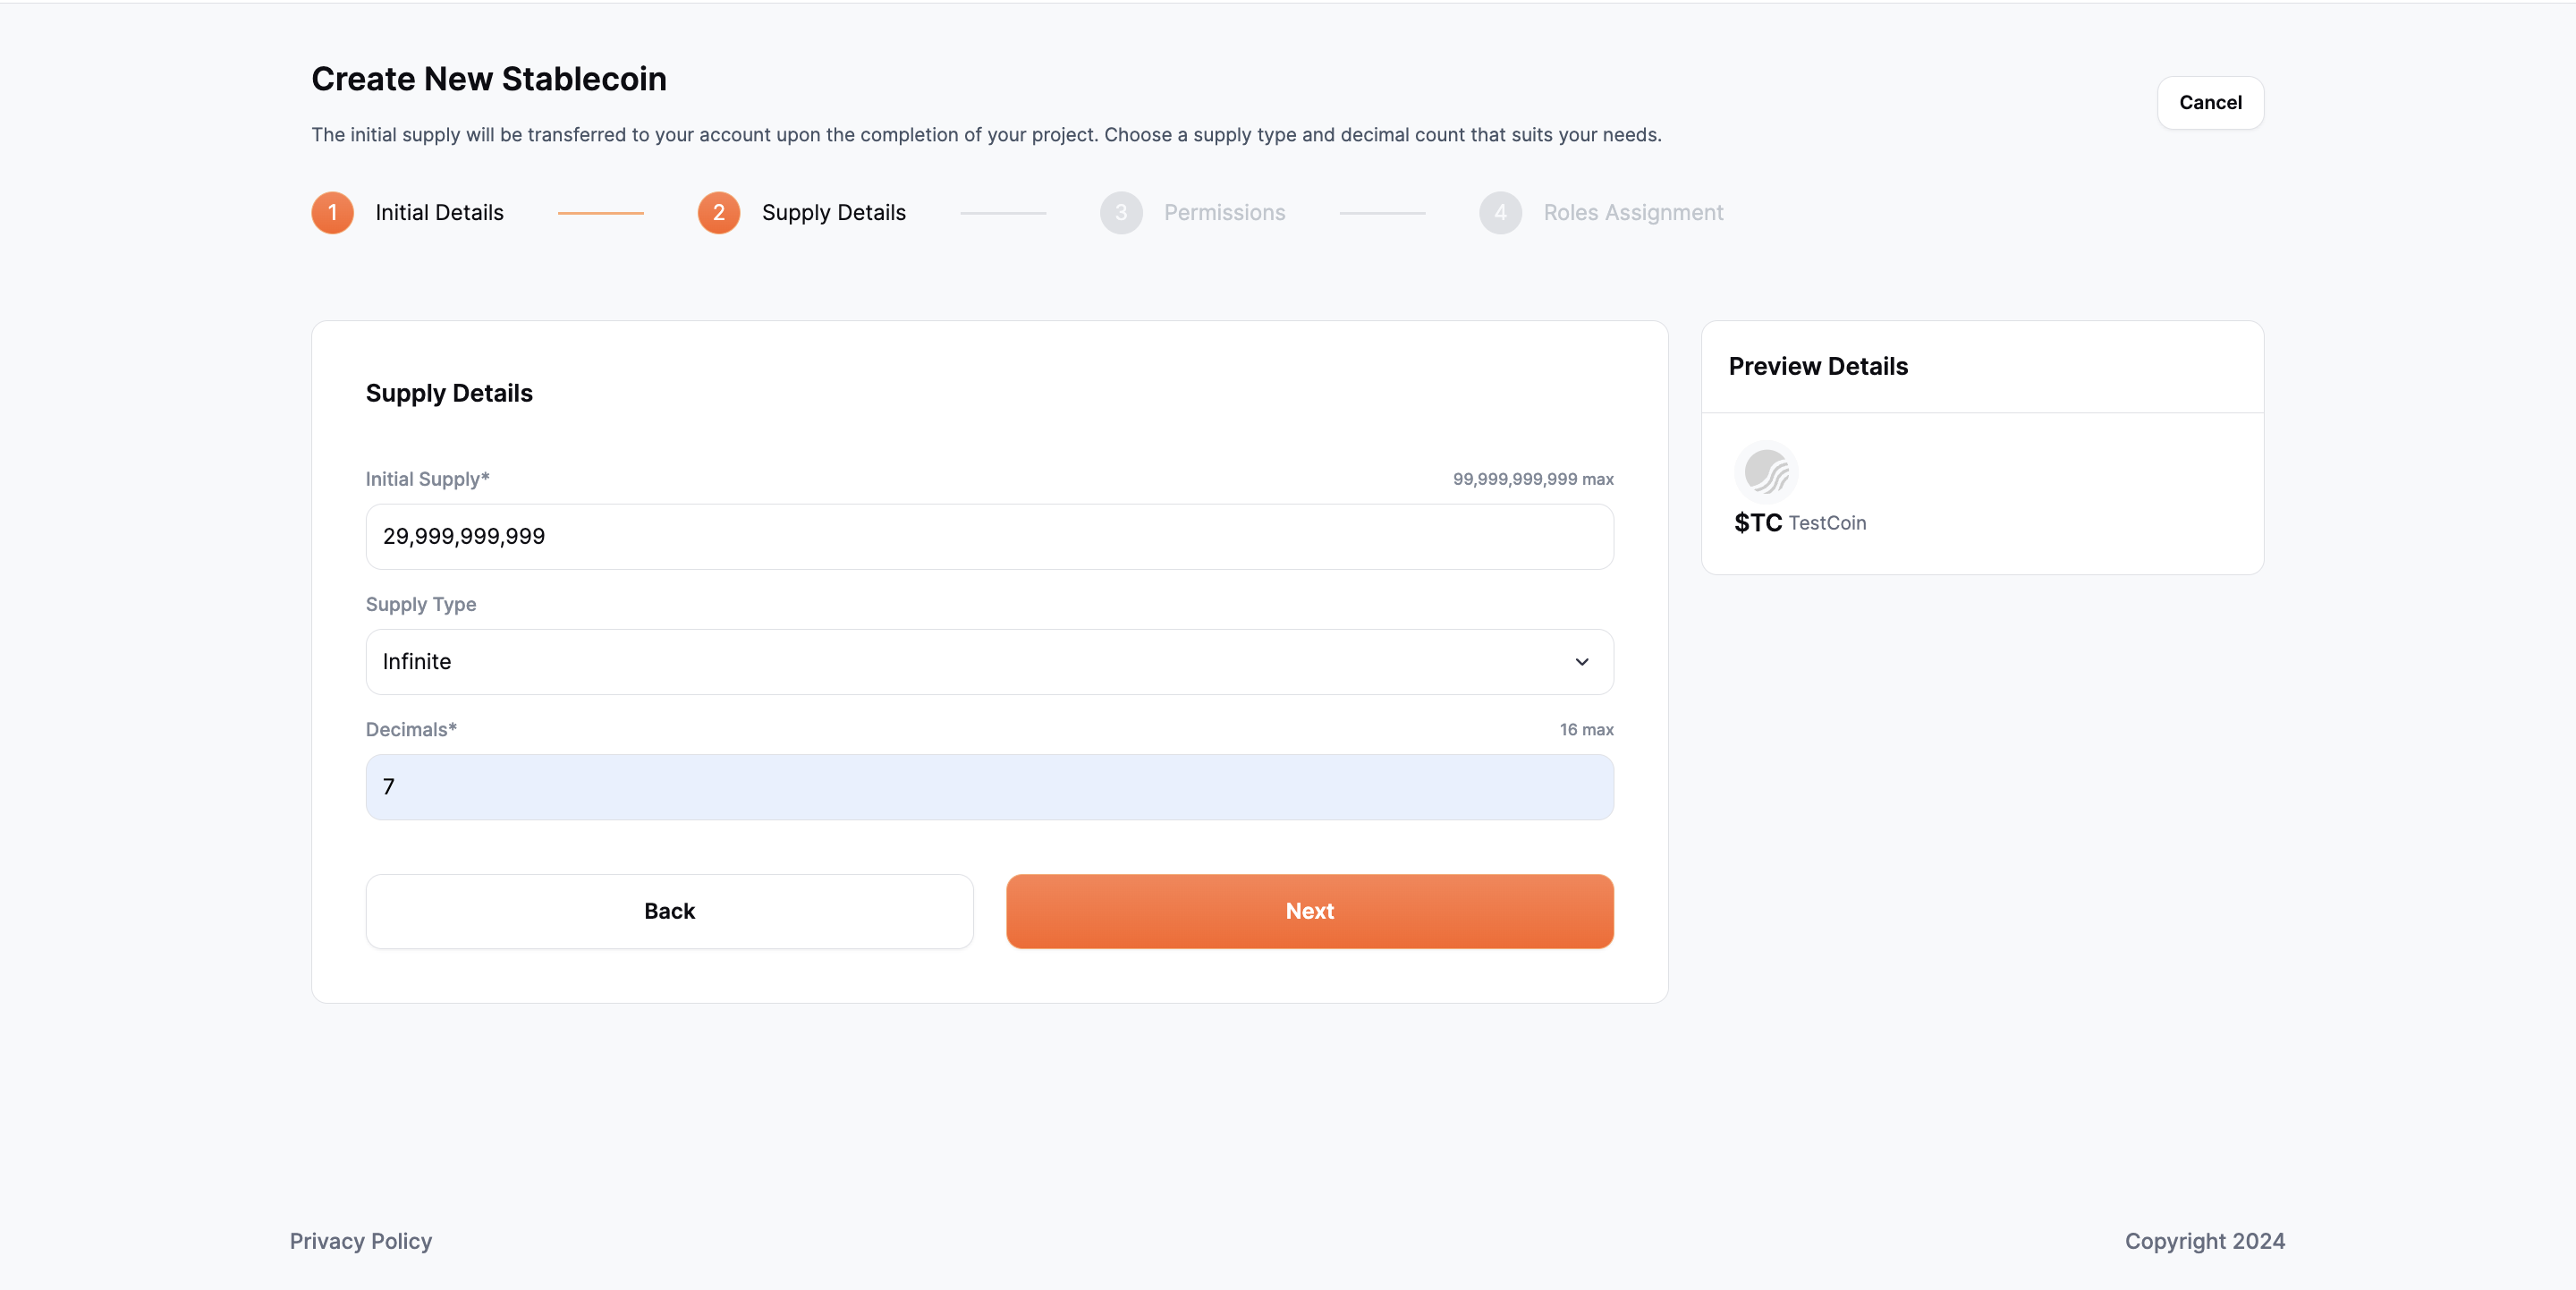 Create New Stablecoin
Cancel
The initial supply will be transferred to your account upon the completion of your project. Choose a supply type and decimal count that suits your needs.
1 Initial Details 2 Supply Details 3 Permissions 4 Roles Assignment
Supply Details
Initial Supply* 99,999,999,999 max
29,999,999,999
Supply Type
Infinite
Decimals* 16 max
7
Back Next
Preview Details
$TC TestCoin
Privacy Policy Copyright 2024